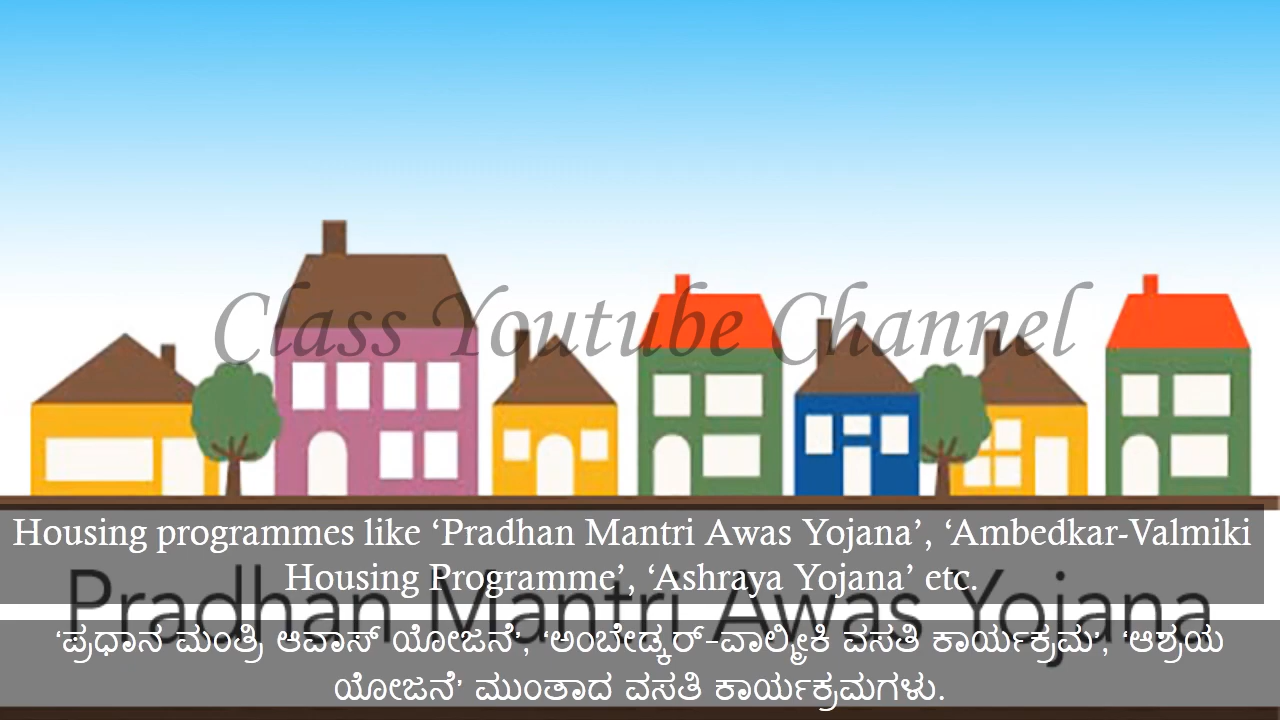 Class Youtube Channel
Housing programmes like ‘Pradhan Mantri Awas Yojana’, ‘Ambedkar-Valmiki
Housing Programme’, ‘Ashraya Yojana’ etc.
Pradhan Mantri Awas Yojana
‘ಪ್ರಧಾನ ಮಂತ್ರಿ ಆವಾಸ್ ಯೋಜನೆ’, ‘ಅಂಬೇಡ್ಕರ್-ವಾಲ್ಮೀಕಿ ವಸತಿ ಕಾರ್ಯಕ್ರಮ’, ‘ಆಶ್ರಯ
ಯೋಜನೆ’ ಮುಂತಾದ ವಸತಿ ಕಾರ್ಯಕ್ರಮಗಳು.